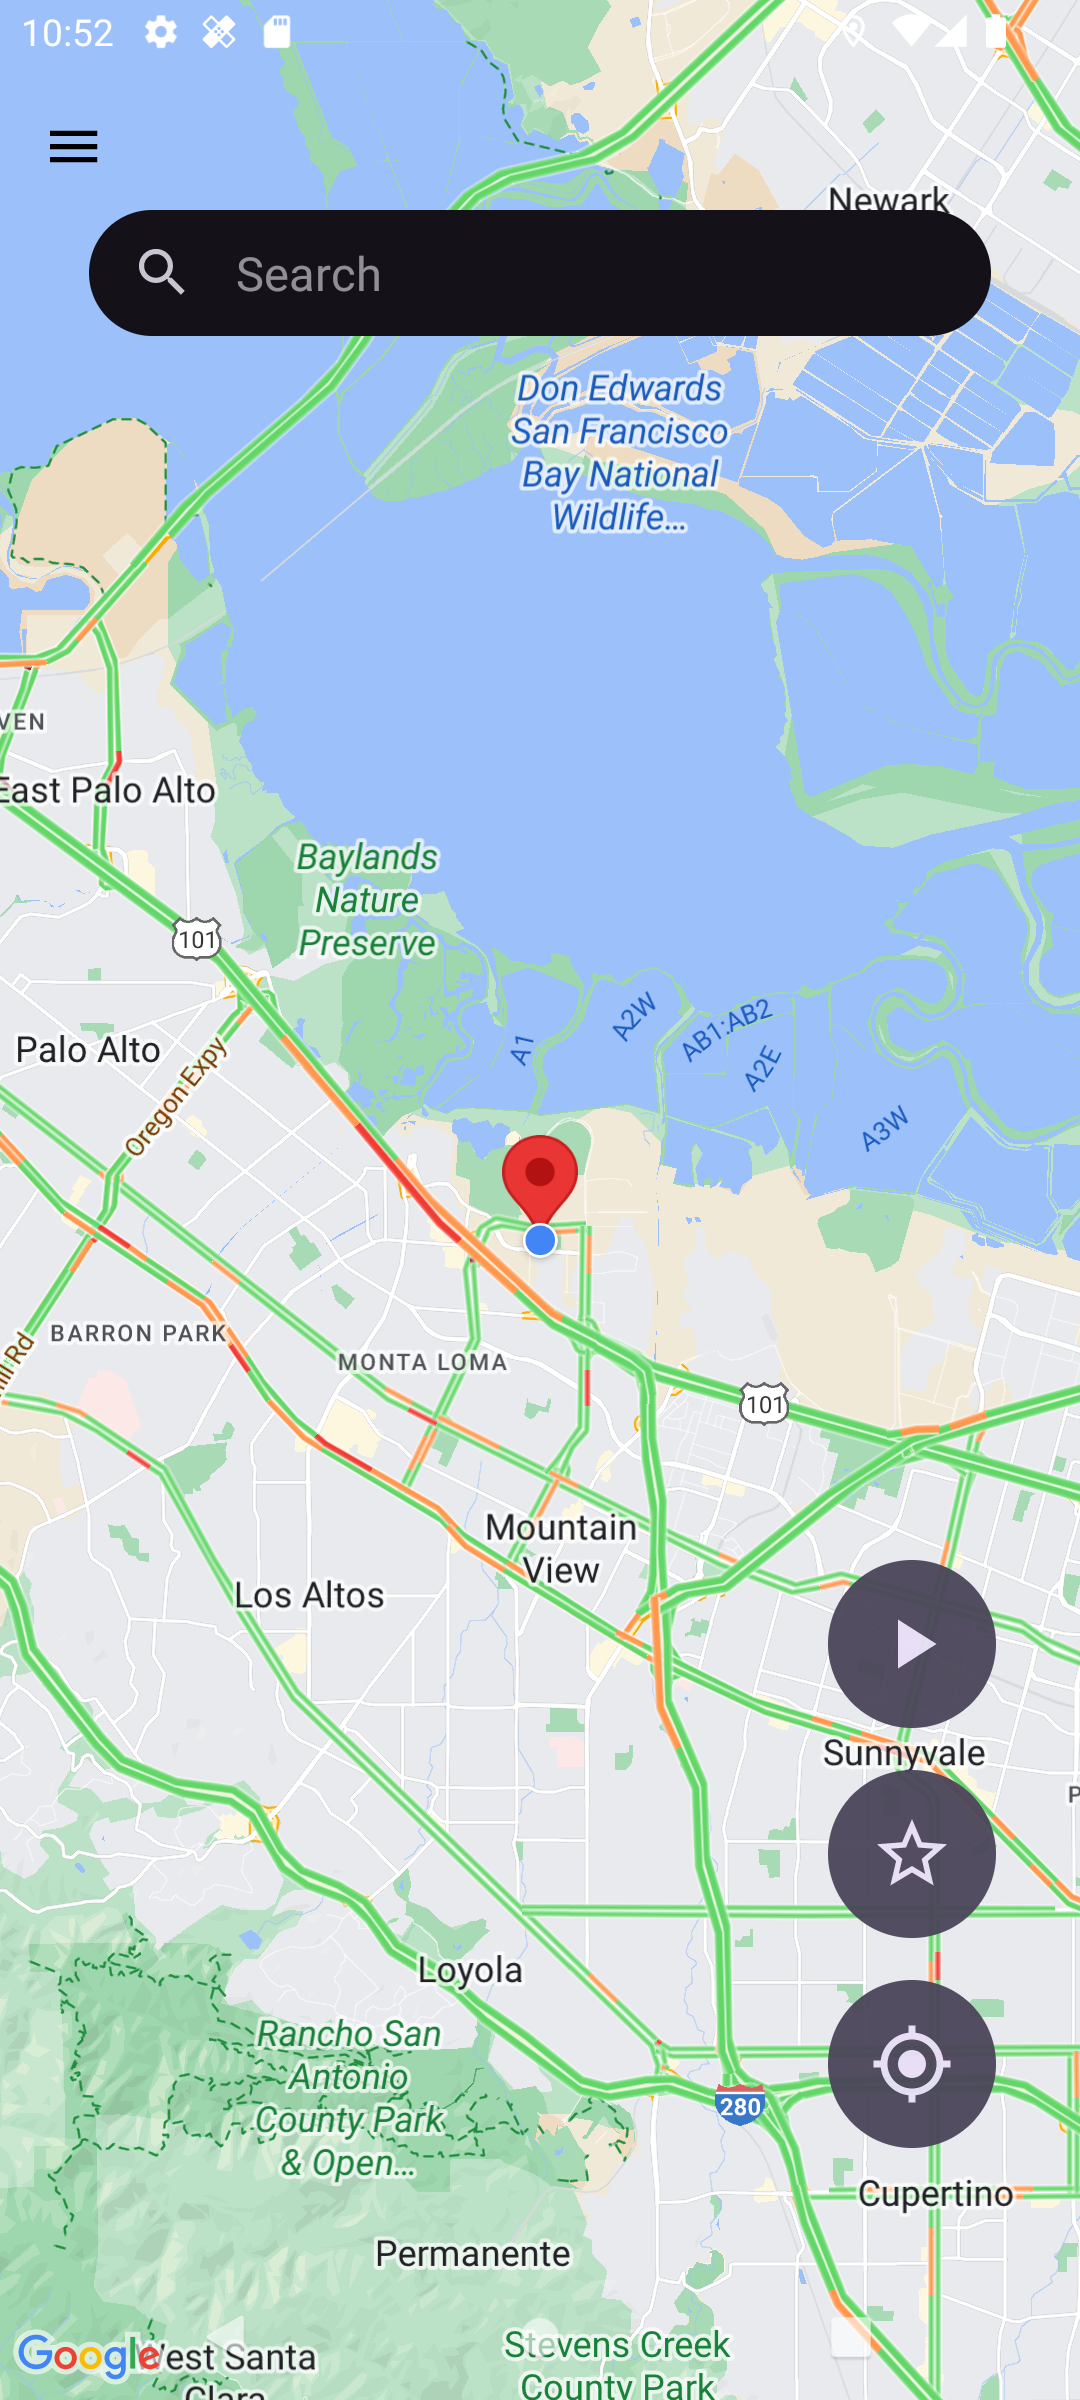 10:52
Newark
Search
Don Edwards
San Francisco
Bay National
Wildlife...
VEN
East Palo Alto
Baylands
Nature
Preserve
101
A1
A2W
AB1;AB2
A2E
A3W
Palo Alto
Oregon Expy
BARRON PARK
MONTA LOMA
101
Mountain
View
Los Altos
Sunnyvale
P
Loyola
Rancho San
Antonio
County Park
& Open...
280
Cupertino
Permanente
Stevens Creek
County Park
Google
West Santa
Clara